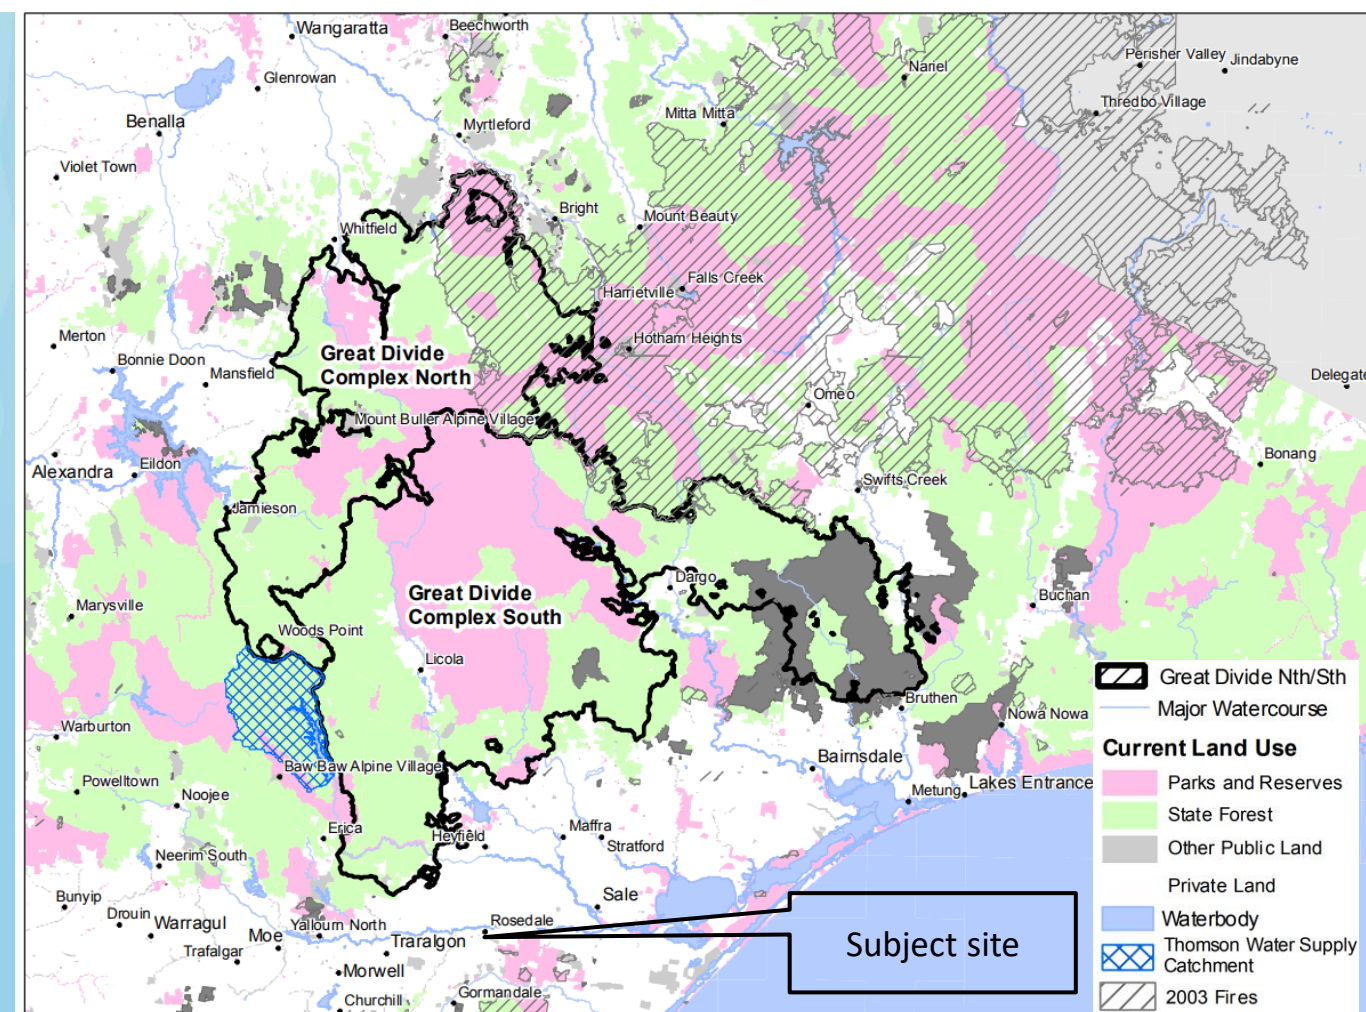 Wangaratta
Beechworth
Glenrowan
Nariel
Perisher Valley
Jindabyne
Thredbo Village
Benalla
Mitta Mitta
Myrtleford
Violet Town
Bright
Mount Beauty
Whitfield
Falls Creek
Harrietville
Merton
Hotham Heights
Bonnie Doon
Mansfield
Great Divide
Complex North
Delegate
Omeo
Mount Buller Alpine Village
Alexandra
Eildon
Bonang
Swifts Creek
Jamieson
Dargo
Great Divide
Complex South
Marysville
Buchan
Woods Point
Licola
Bruthen
Nowa Nowa
Warburton
Bairnsdale
Baw Baw Alpine Village
Powelltown
Noojee
Metung
Lakes Entrance
Erica
Heyfield
Maffra
Stratford
Neerim South
Bunyip
Sale
Drouin
Warragul
Yallourn North
Rosedale
Moe
Traralgon
Trafalgar
Morwell
Churchill
Gormandale
Subject site
Great Divide Nth/Sth
Major Watercourse
Current Land Use
Parks and Reserves
State Forest
Other Public Land
Private Land
Waterbody
Thomson Water Supply
Catchment
2003 Fires